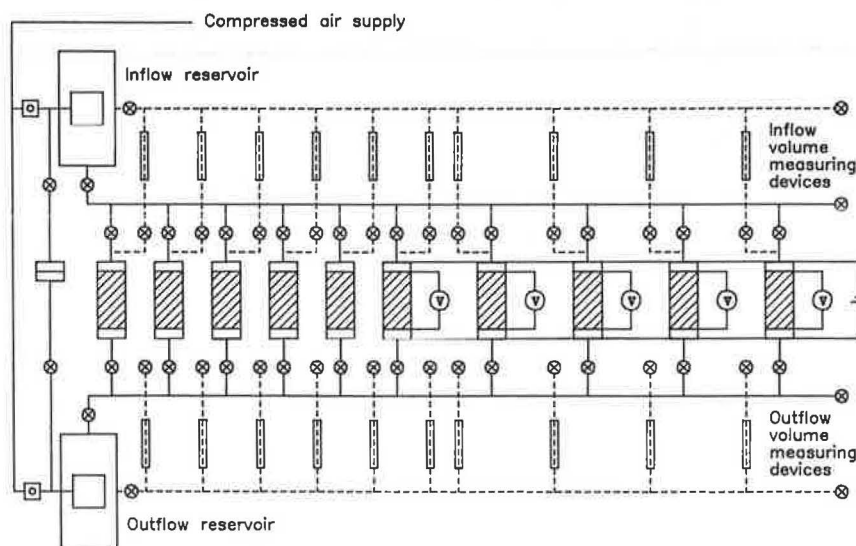 Compressed air supply
Inflow reservoir
Inflow
volume
measuring
devices
V
V
V
V
V
Outflow
volume
measuring
devices
Outflow reservoir